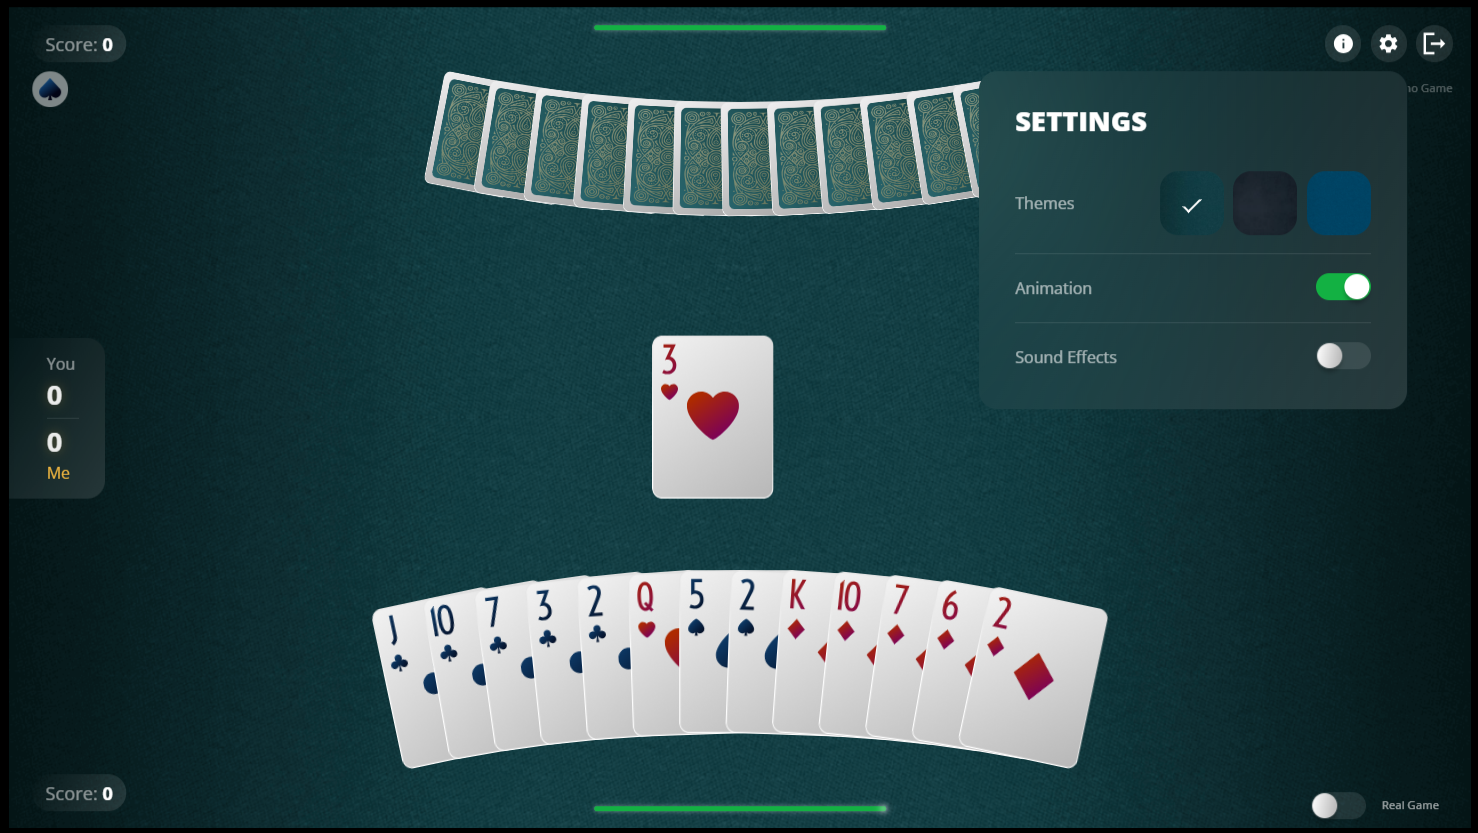 Score: 0
no Game
SETTINGS
Themes
Animation
Sound Effects
You
0
0
Me
3
J 10 7 3 2 Q 5 2 K 10 7 6 2
Score: 0
Real Game